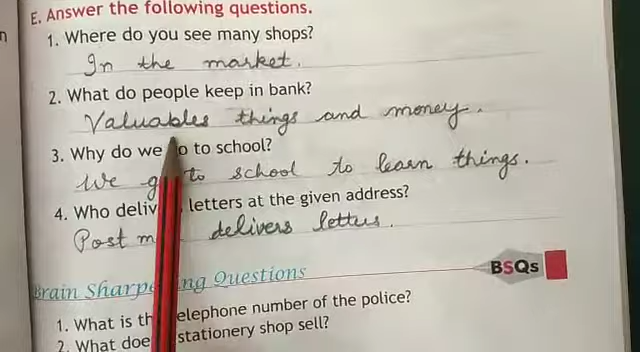 E. Answer the following questions.
1. Where do you see many shops?
In the market.
2. What do people keep in bank?
Valuables things and money.
3. Why do we o to school?
We g to school to learn things.
4. Who deliv letters at the given address?
Post m delivers letters.
Brain Sharpe ng Questions
BSQs
1. What is th elephone number of the police?
2. What doe stationery shop sell?